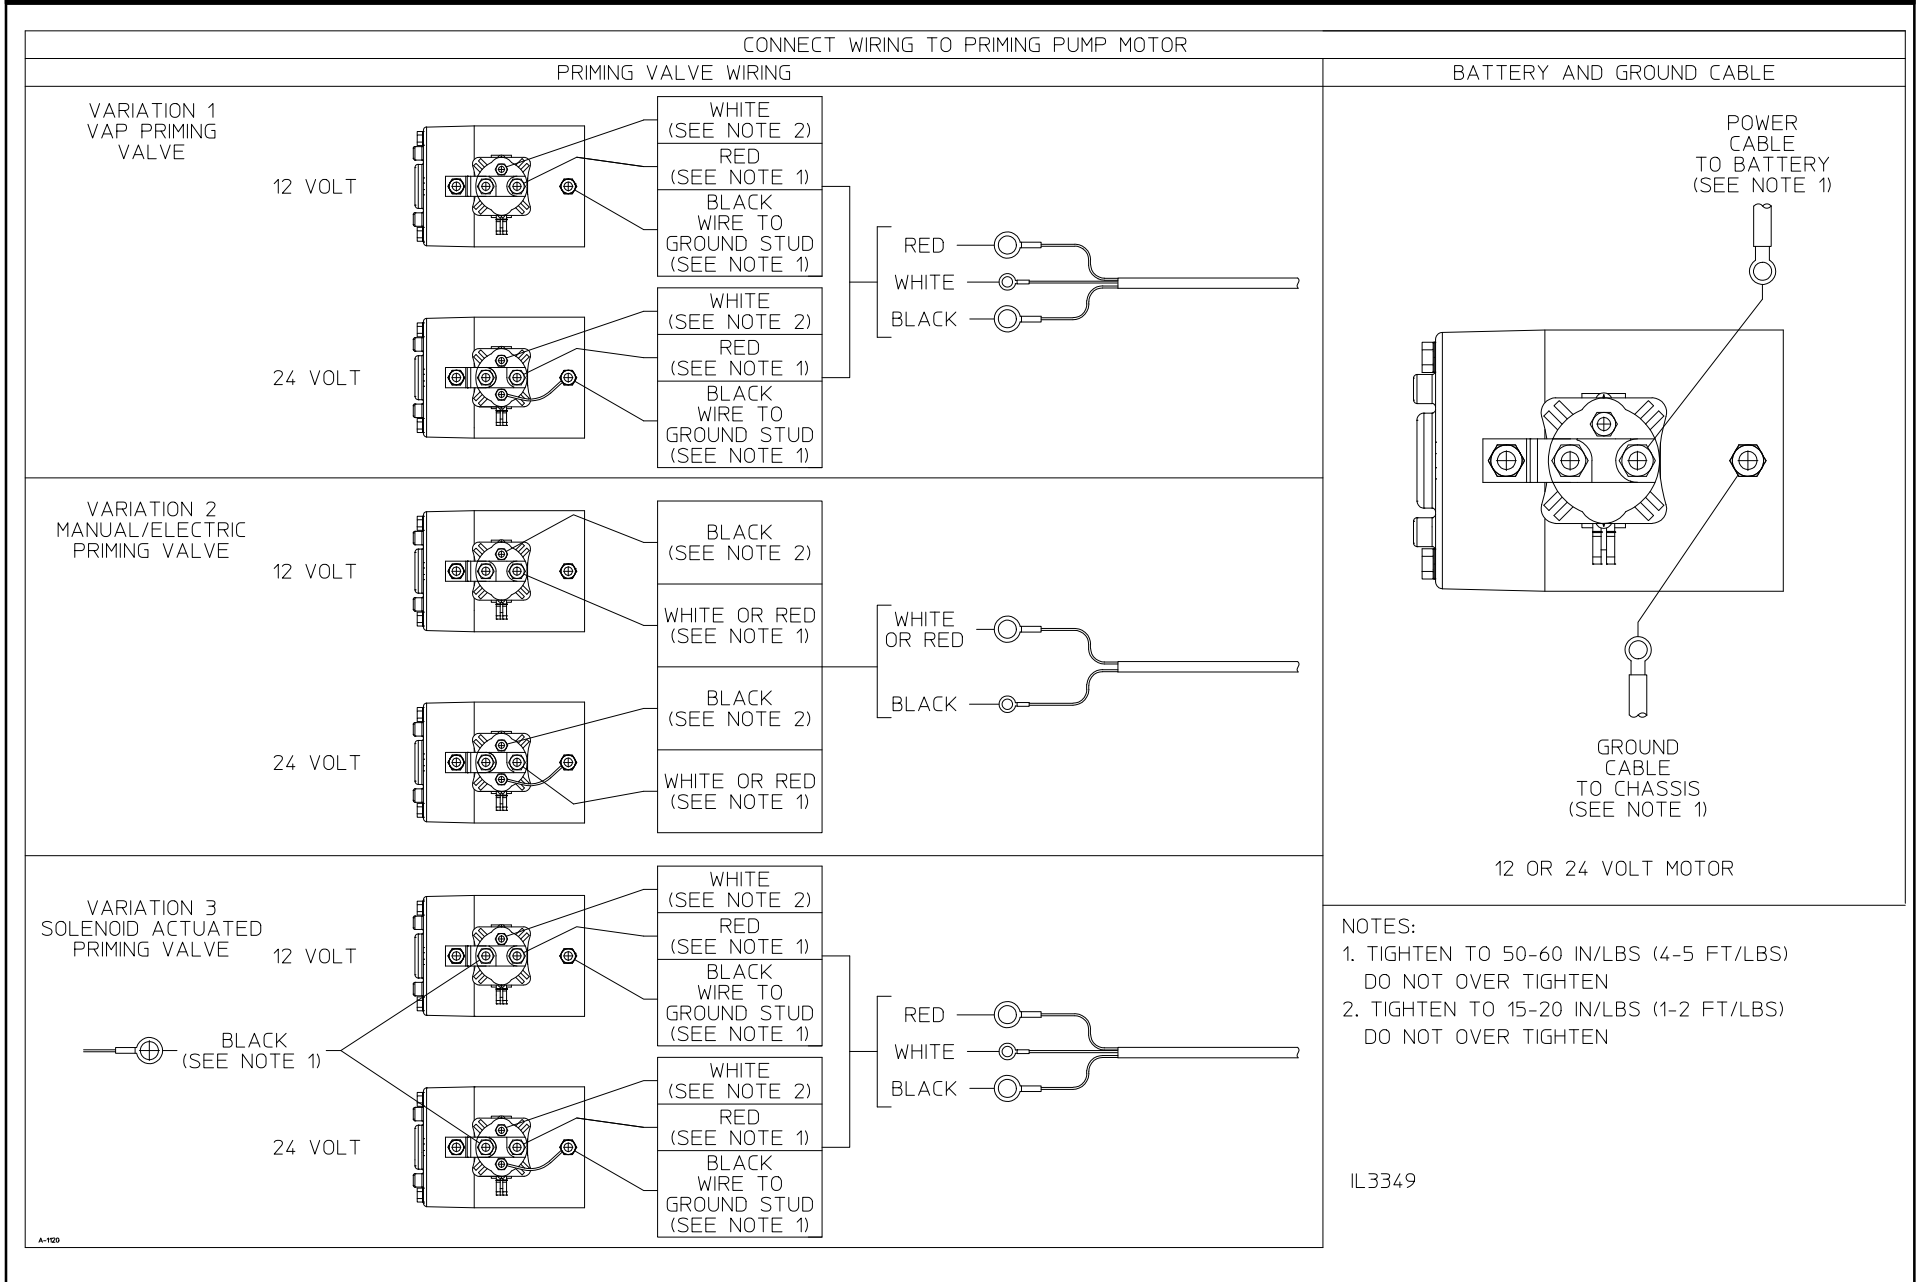 CONNECT WIRING TO PRIMING PUMP MOTOR
PRIMING VALVE WIRING
BATTERY AND GROUND CABLE
VARIATION 1
VAP PRIMING
VALVE
12 VOLT
WHITE
(SEE NOTE 2)
RED
(SEE NOTE 1)
BLACK
WIRE TO
GROUND STUD
(SEE NOTE 1)
24 VOLT
WHITE
(SEE NOTE 2)
RED
(SEE NOTE 1)
BLACK
WIRE TO
GROUND STUD
(SEE NOTE 1)
RED
WHITE
BLACK
VARIATION 2
MANUAL/ELECTRIC
PRIMING VALVE
12 VOLT
BLACK
(SEE NOTE 2)
WHITE OR RED
(SEE NOTE 1)
24 VOLT
BLACK
(SEE NOTE 2)
WHITE OR RED
(SEE NOTE 1)
WHITE
OR RED
BLACK
VARIATION 3
SOLENOID ACTUATED
PRIMING VALVE
12 VOLT
WHITE
(SEE NOTE 2)
RED
(SEE NOTE 1)
BLACK
WIRE TO
GROUND STUD
(SEE NOTE 1)
BLACK
(SEE NOTE 1)
24 VOLT
WHITE
(SEE NOTE 2)
RED
(SEE NOTE 1)
BLACK
WIRE TO
GROUND STUD
(SEE NOTE 1)
RED
WHITE
BLACK
A-1120
POWER
CABLE
TO BATTERY
(SEE NOTE 1)
GROUND
CABLE
TO CHASSIS
(SEE NOTE 1)
12 OR 24 VOLT MOTOR
NOTES:
1. TIGHTEN TO 50-60 IN/LBS (4-5 FT/LBS)
DO NOT OVER TIGHTEN
2. TIGHTEN TO 15-20 IN/LBS (1-2 FT/LBS)
DO NOT OVER TIGHTEN
IL3349